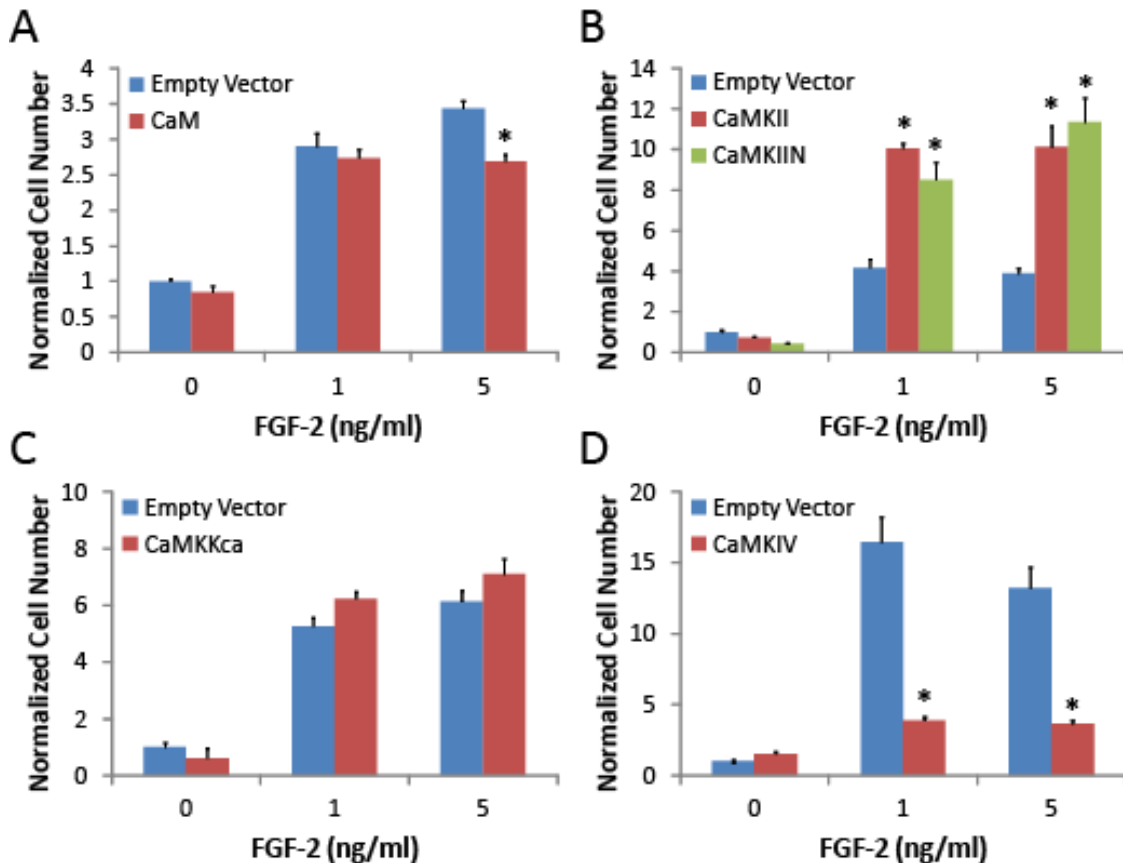 A
Normalized Cell Number
4
3.5
3
2.5
2
1.5
1
0.5
0
Empty Vector
CaM
*
0 1 5
FGF-2 (ng/ml)
B
Normalized Cell Number
14
12
10
8
6
4
2
0
Empty Vector
CaMKII
CaMKIIN
* * * *
0 1 5
FGF-2 (ng/ml)
C
Normalized Cell Number
10
8
6
4
2
0
Empty Vector
CaMKKca
0 1 5
FGF-2 (ng/ml)
D
Normalized Cell Number
20
15
10
5
0
Empty Vector
CaMKIV
* *
0 1 5
FGF-2 (ng/ml)